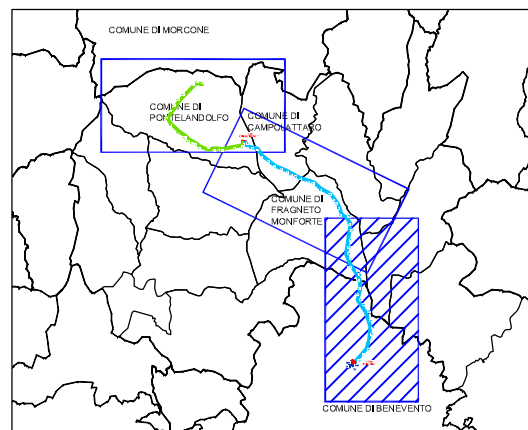 COMUNE DI MORCONE
COMUNE DI
PONTELANDOLFO
COMUNE DI
CAMPOLATTARO
COMUNE DI
FRAGNETO
MONFORTE
COMUNE DI BENEVENTO